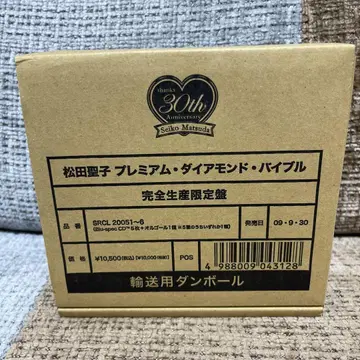 thanks
30th
Anniversary
Seiko Matsuda
松田聖子 プレミアム・ダイアモンド・バイブル
完全生産限定盤
品番 SRCL 20051〜6 発売日 09・9・30
価格 ¥10,500(税込) POS
4 988009 043128
輸送用ダンボール